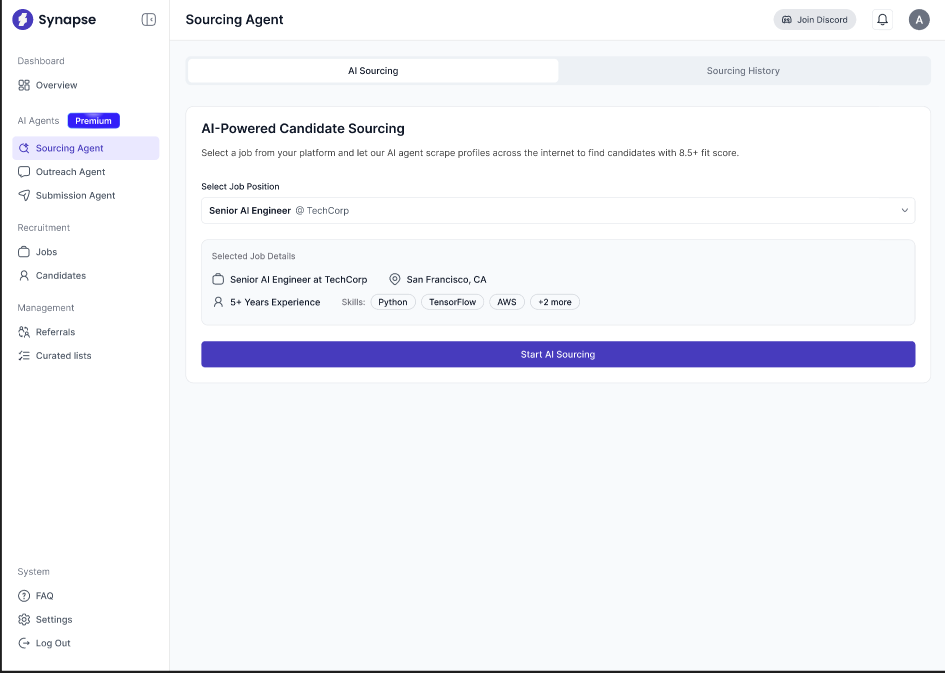 Synapse
Dashboard
Overview
AI Agents Premium
Sourcing Agent
Outreach Agent
Submission Agent
Recruitment
Jobs
Candidates
Management
Referrals
Curated lists
System
FAQ
Settings
Log Out
Sourcing Agent
Join Discord
A
AI Sourcing
Sourcing History
AI-Powered Candidate Sourcing
Select a job from your platform and let our AI agent scrape profiles across the internet to find candidates with 8.5+ fit score.
Select Job Position
Senior AI Engineer @ TechCorp
Selected Job Details
Senior AI Engineer at TechCorp San Francisco, CA
5+ Years Experience Skills: Python TensorFlow AWS +2 more
Start AI Sourcing